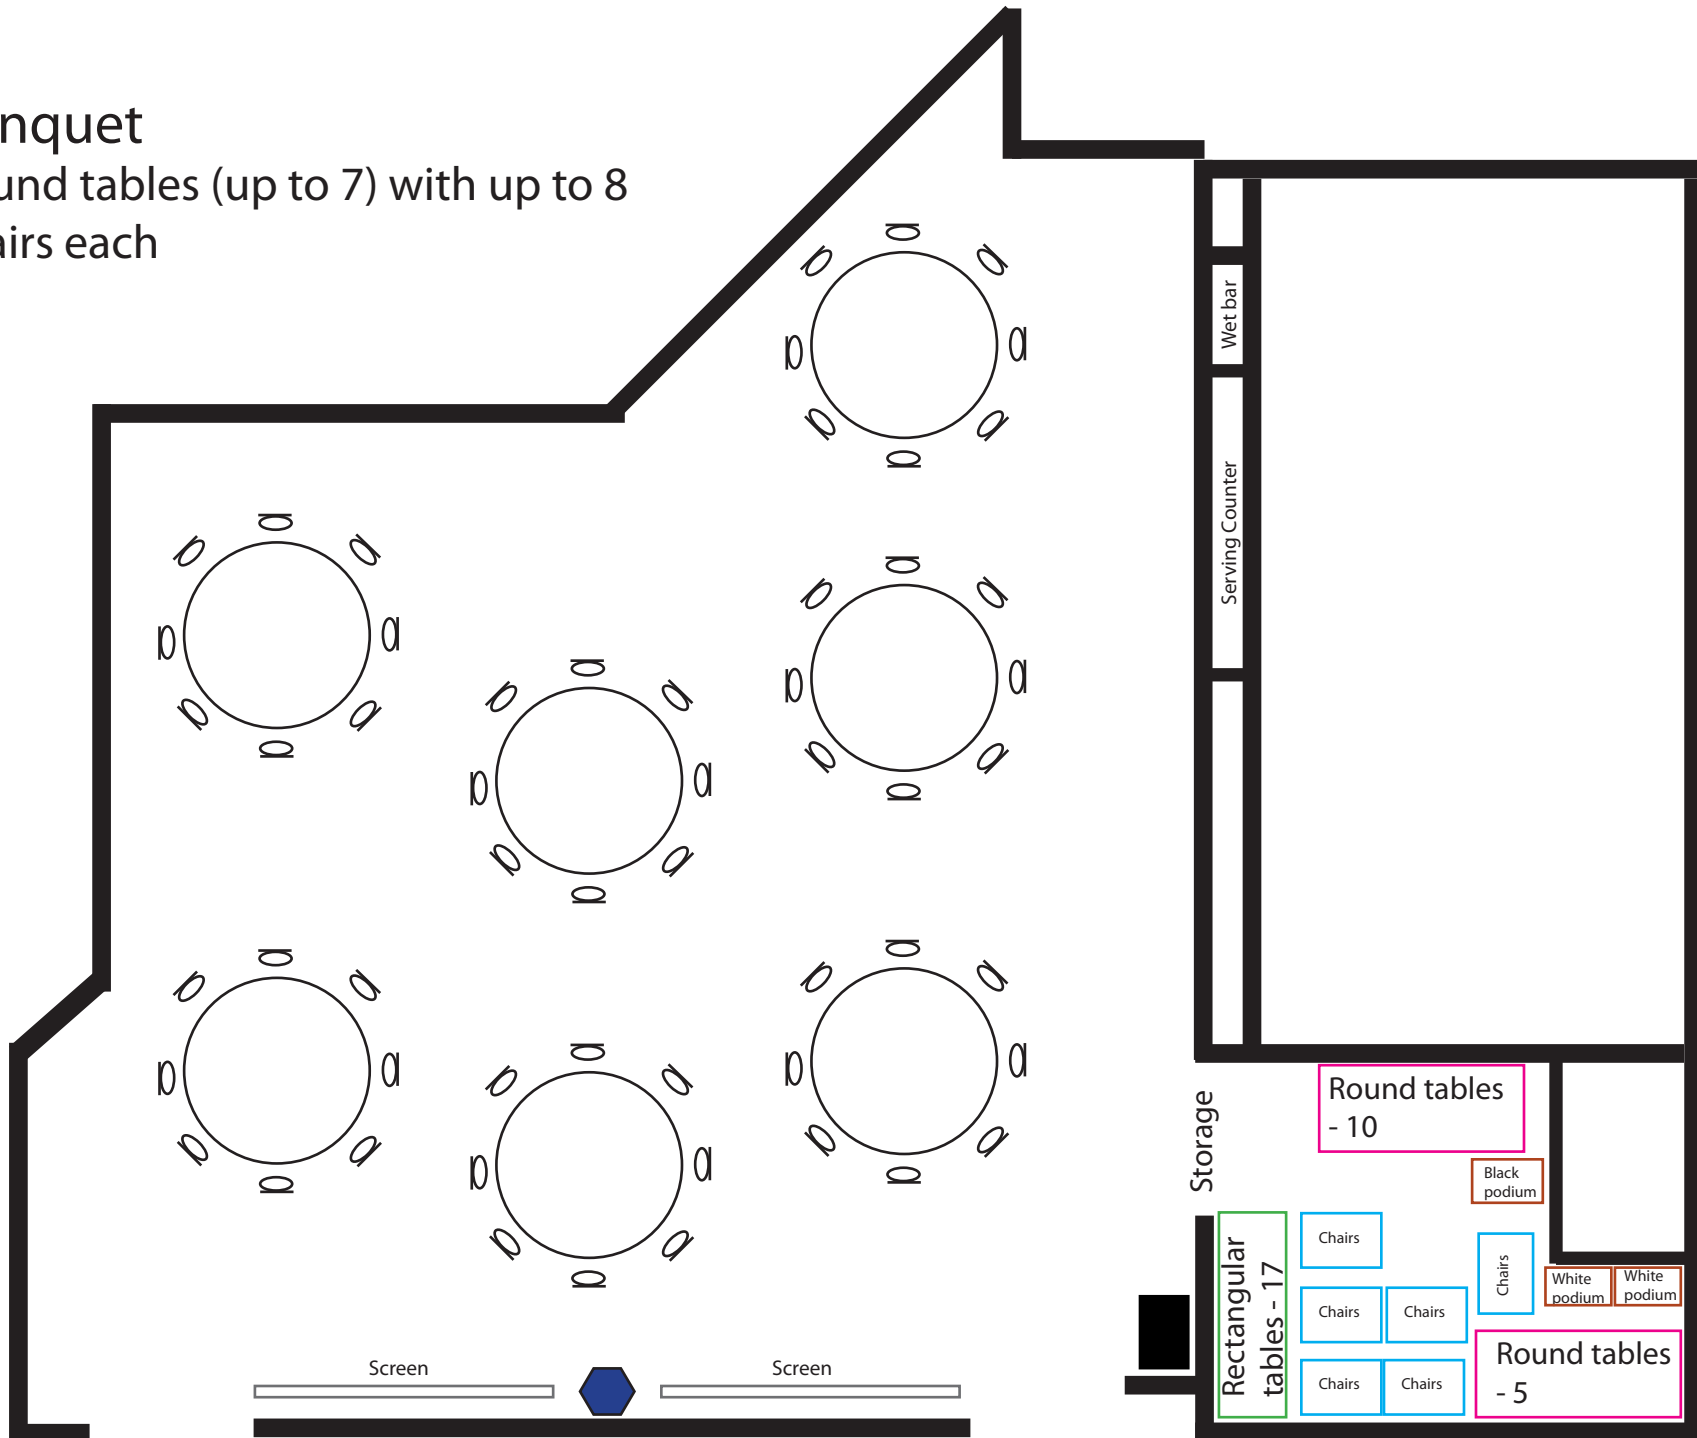 nquet
und tables (up to 7) with up to 8
airs each
Wet bar
Serving Counter
Storage
Round tables
- 10
Black
podium
Rectangular
tables - 17
Chairs
Chairs
Chairs
Chairs
Chairs
Chairs
White
podium
White
podium
Round tables
- 5
Screen
Screen